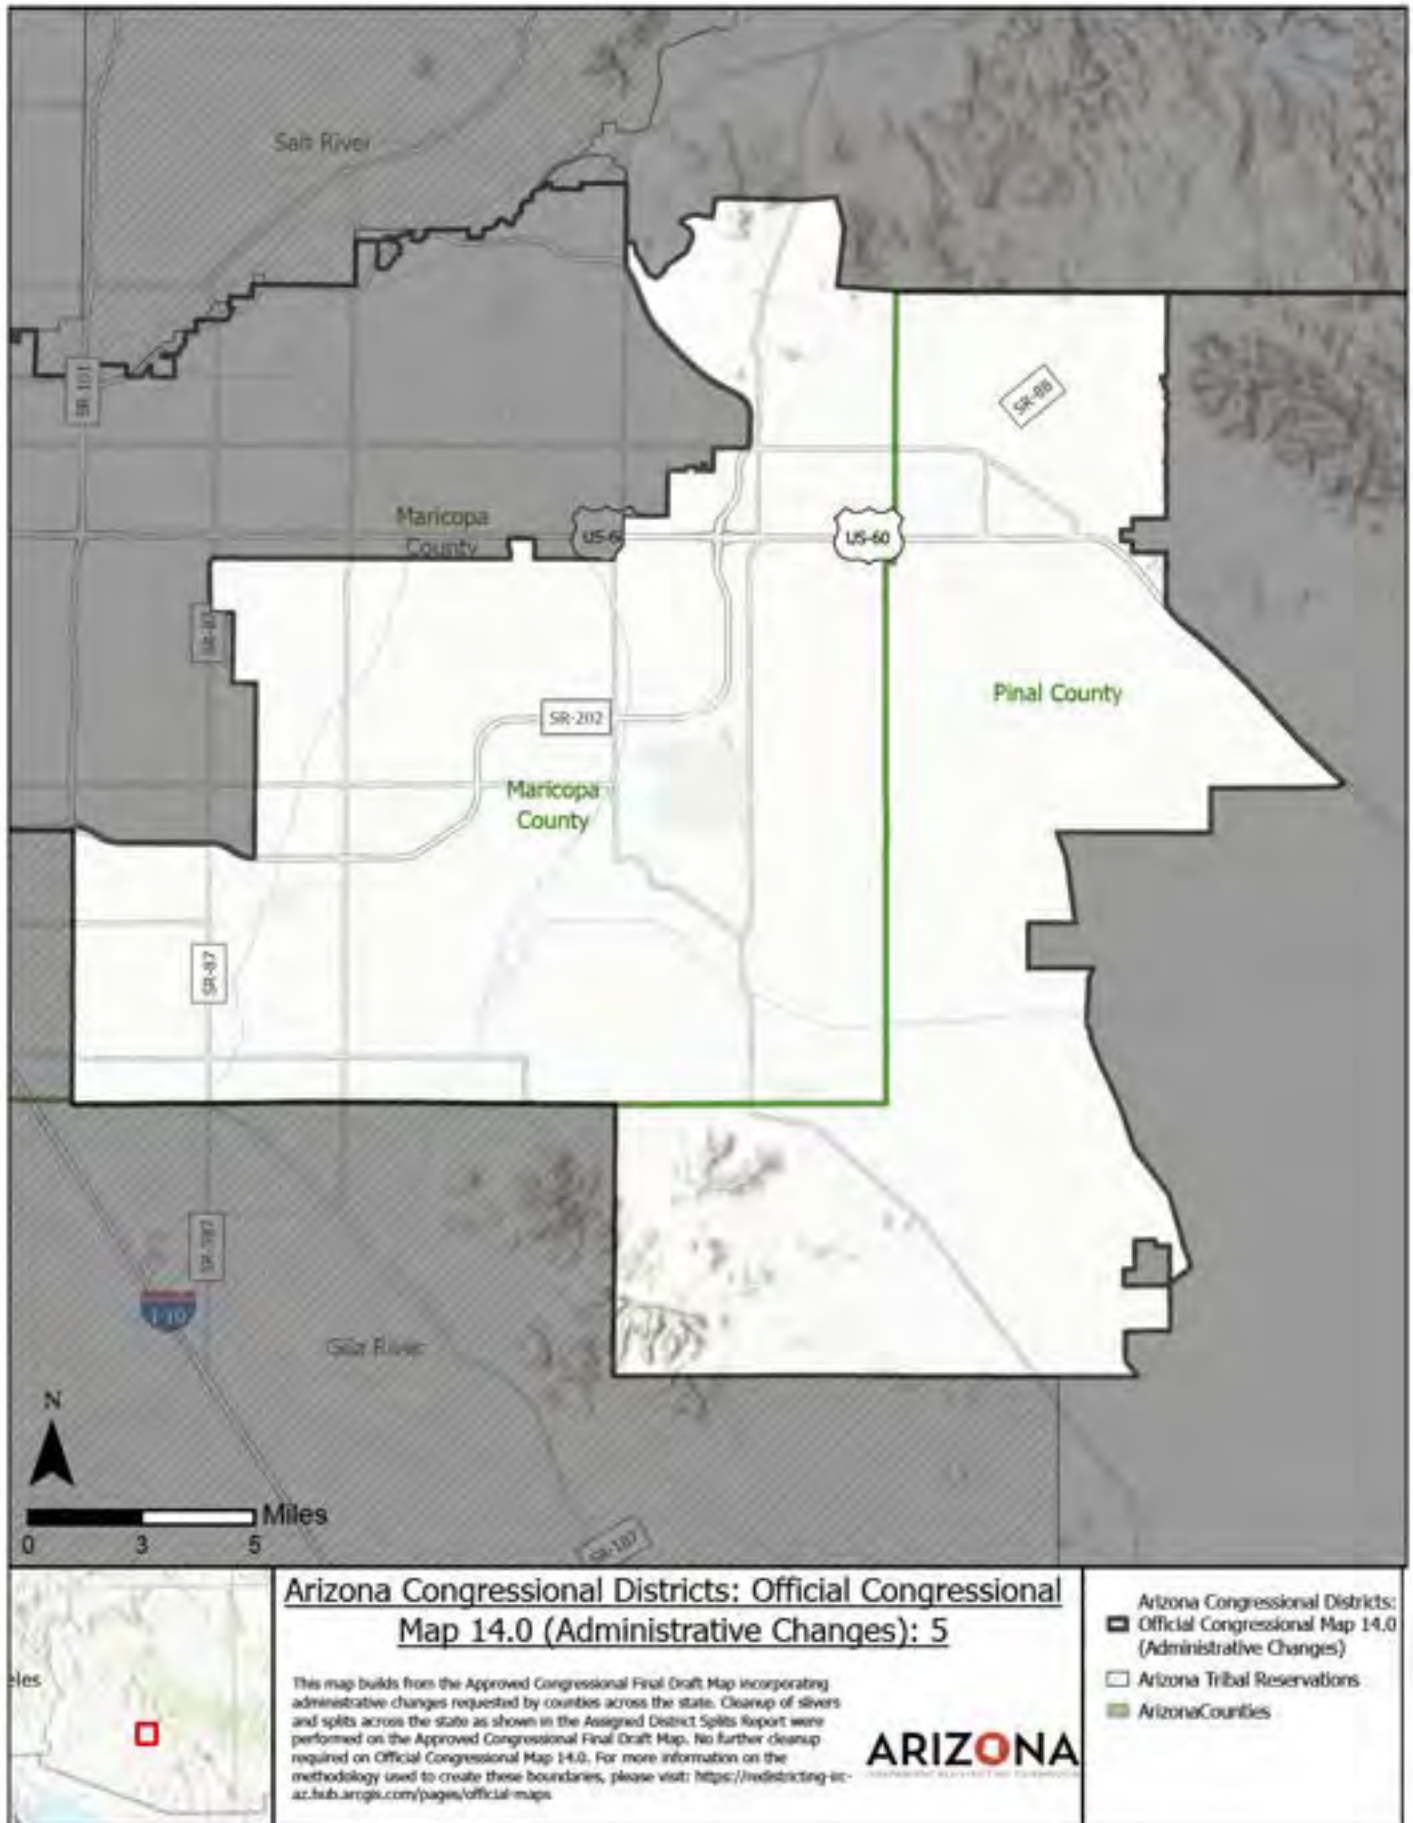 Salt River
SR-101
SR-88
Maricopa
County
US-6
US-60
SR-87
Pinal County
SR-202
Maricopa
County
SR-87
SR-587
I-10
Gila River
N
Miles
0 3 5
SR-187
eles
Arizona Congressional Districts: Official Congressional
Map 14.0 (Administrative Changes): 5
This map builds from the Approved Congressional Final Draft Map incorporating
administrative changes requested by counties across the state. Cleanup of slivers
and splits across the state as shown in the Assigned District Splits Report were
performed on the Approved Congressional Final Draft Map. No further cleanup
required on Official Congressional Map 14.0. For more information on the
methodology used to create these boundaries, please visit: https://redistricting-irc-
az.hub.arcgis.com/pages/official-maps
ARIZONA
Arizona Congressional Districts:
Official Congressional Map 14.0
(Administrative Changes)
Arizona Tribal Reservations
ArizonaCounties